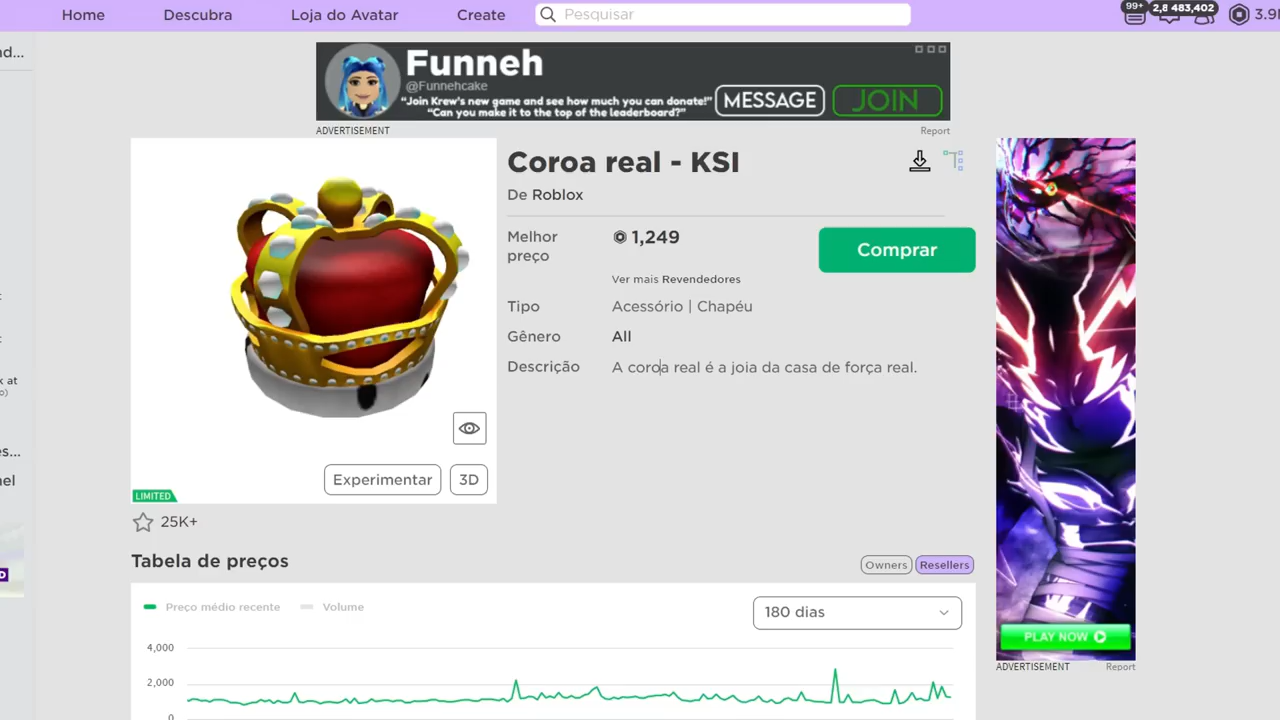 Home Descubra Loja do Avatar Create Pesquisar 99+ 2,8 483,402
Funneh
@Funnehcake
"Join Krew's new game and see how much you can donate!"
"Can you make it to the top of the leaderboard?"
MESSAGE JOIN
ADVERTISEMENT Report
Coroa real - KSI
De Roblox
Melhor preço 1,249
Comprar
Ver mais Revendedores
Tipo Acessório | Chapéu
Gênero All
Descrição A coroa real é a joia da casa de força real.
Experimentar 3D
LIMITED
25K+
Tabela de preços
Owners Resellers
Preço médio recente Volume
180 dias
4,000
2,000
0
PLAY NOW
ADVERTISEMENT Report